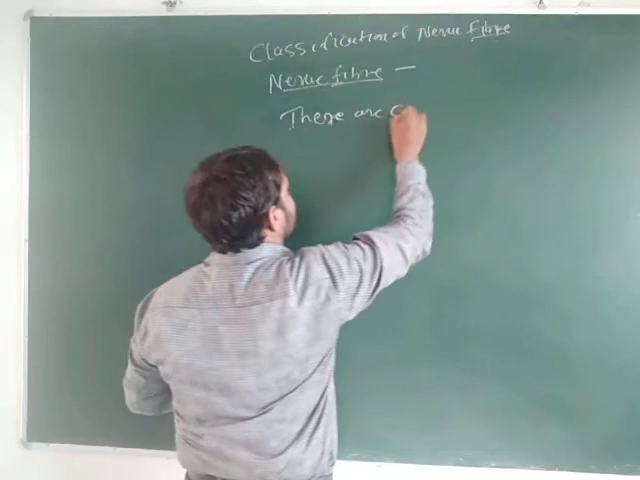 Classification of Nerve fibre
Nerve fibre —
There are